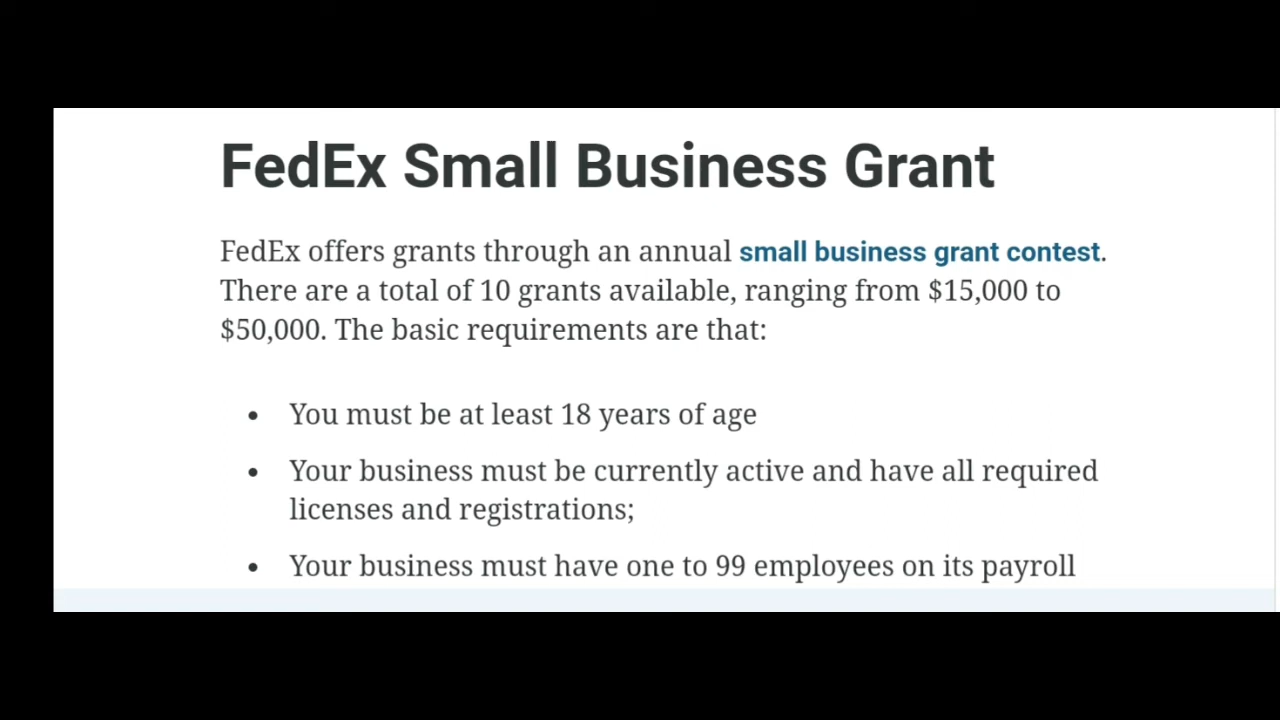 FedEx Small Business Grant
FedEx offers grants through an annual small business grant contest.
There are a total of 10 grants available, ranging from $15,000 to
$50,000. The basic requirements are that:
• You must be at least 18 years of age
• Your business must be currently active and have all required
licenses and registrations;
• Your business must have one to 99 employees on its payroll